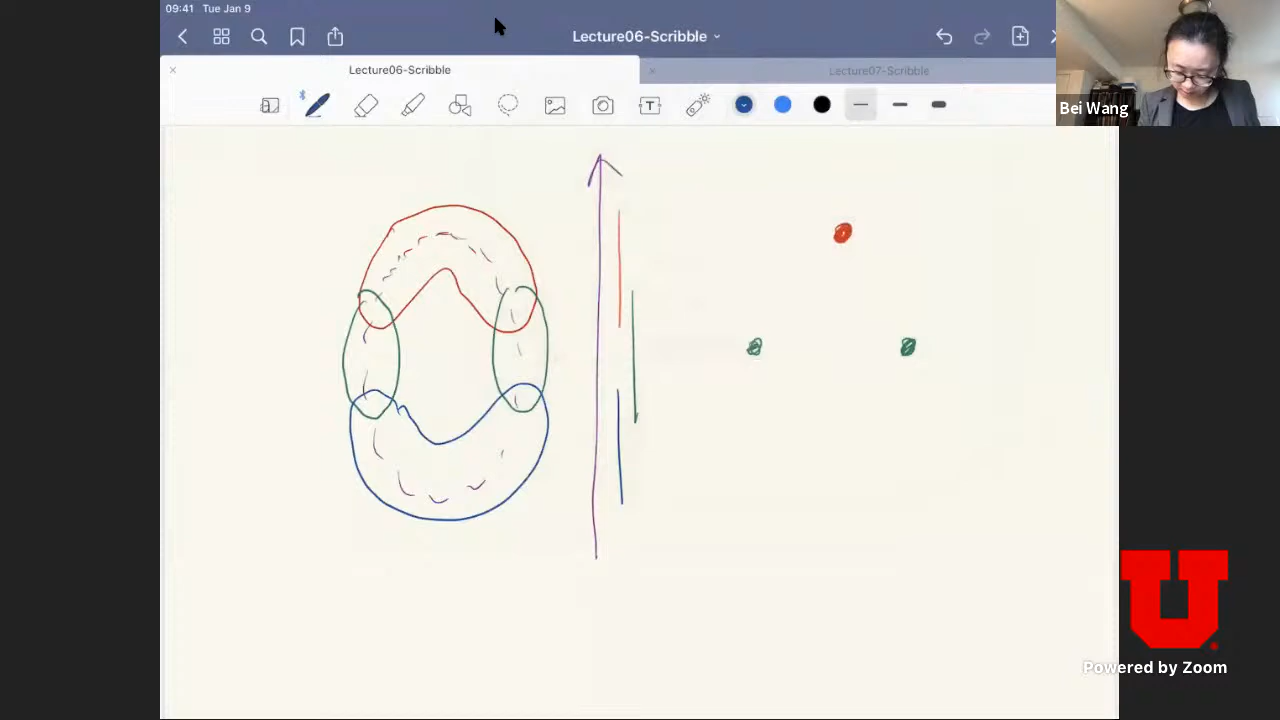 09:41 Tue Jan 9
Lecture06-Scribble
Lecture06-Scribble
Lecture07-Scribble
T
Bei Wang
U
Powered by Zoom